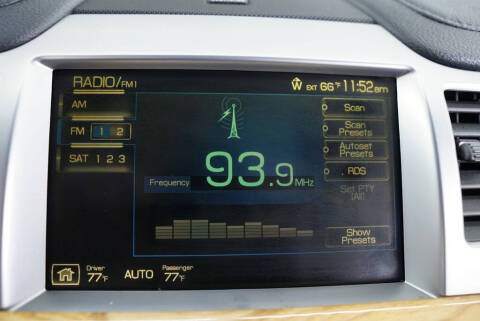 RADIO/FM1
W EXT 66°F 11:52am
AM
FM 1 2
SAT 1 2 3
93.9 MHz
Frequency
Scan
Scan
Presets
Autoset
Presets
RDS
Set PTY
[All]
Show
Presets
Driver
77°F
AUTO
Passenger
77°F